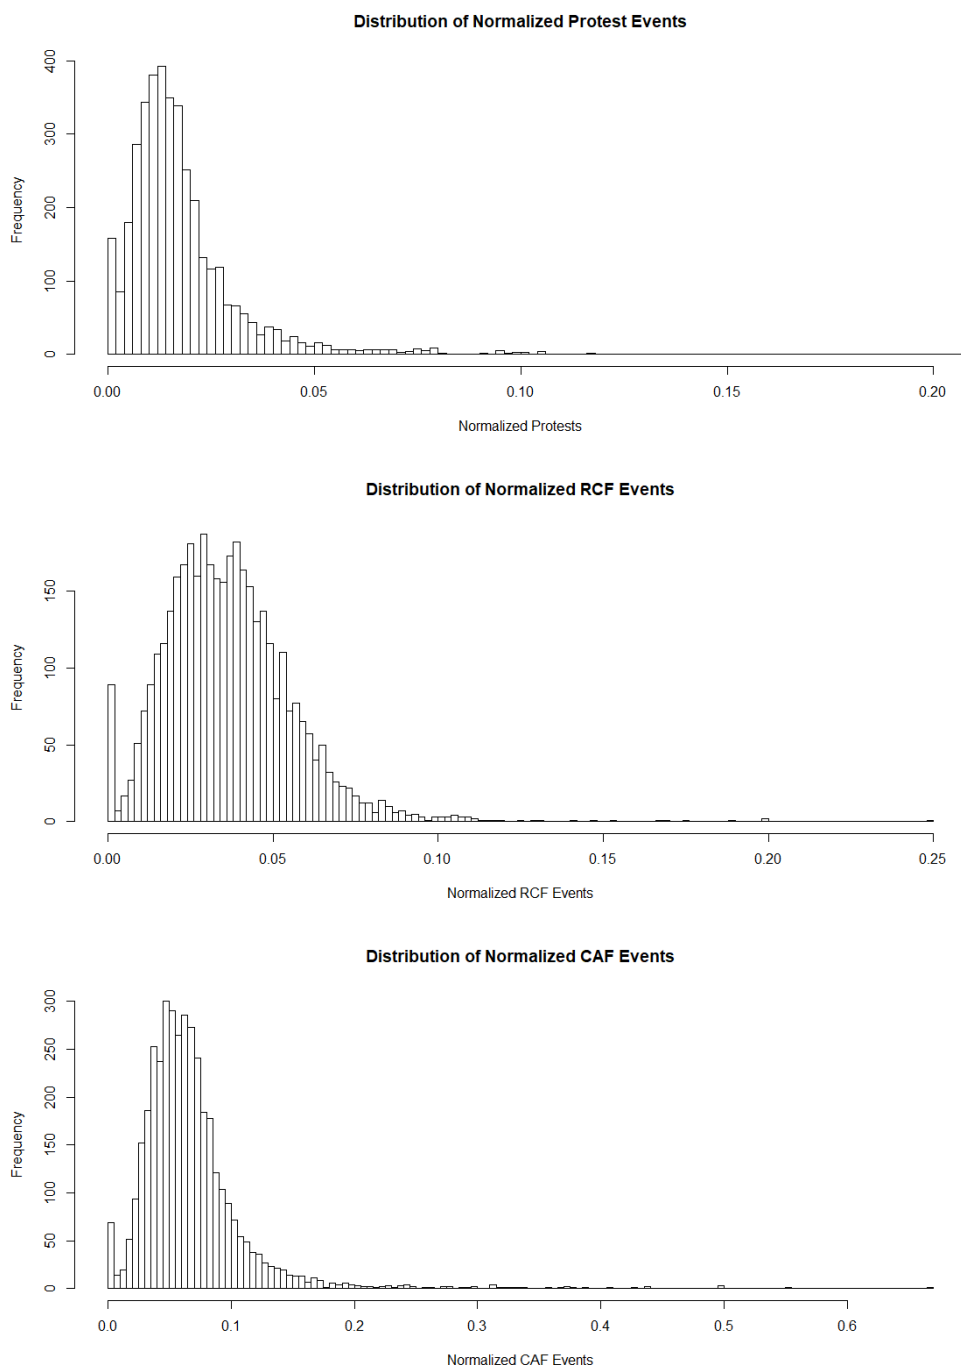 Distribution of Normalized Protest Events
400
300
200
100
0
Frequency
0.00 0.05 0.10 0.15 0.20
Normalized Protests
Distribution of Normalized RCF Events
150
100
50
0
Frequency
0.00 0.05 0.10 0.15 0.20 0.25
Normalized RCF Events
Distribution of Normalized CAF Events
300
250
200
150
100
50
0
Frequency
0.0 0.1 0.2 0.3 0.4 0.5 0.6
Normalized CAF Events